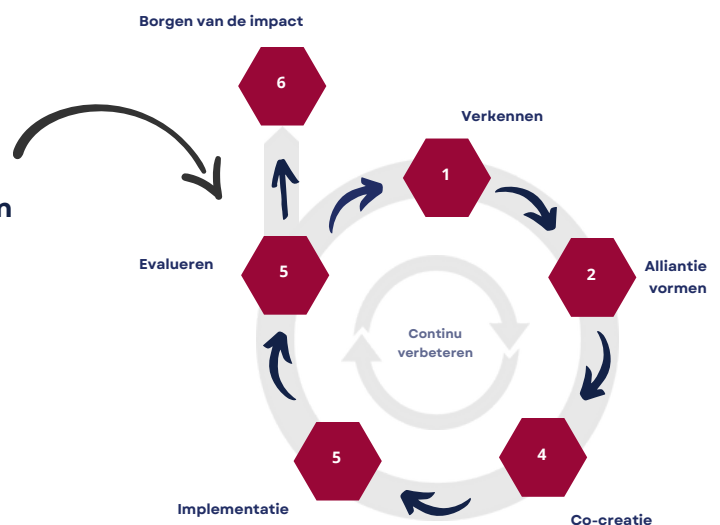 Borgen van de impact
6
Verkennen
1
n
Evalueren
5
2
Alliantie
vormen
Continu
verbeteren
5
4
Implementatie
Co-creatie